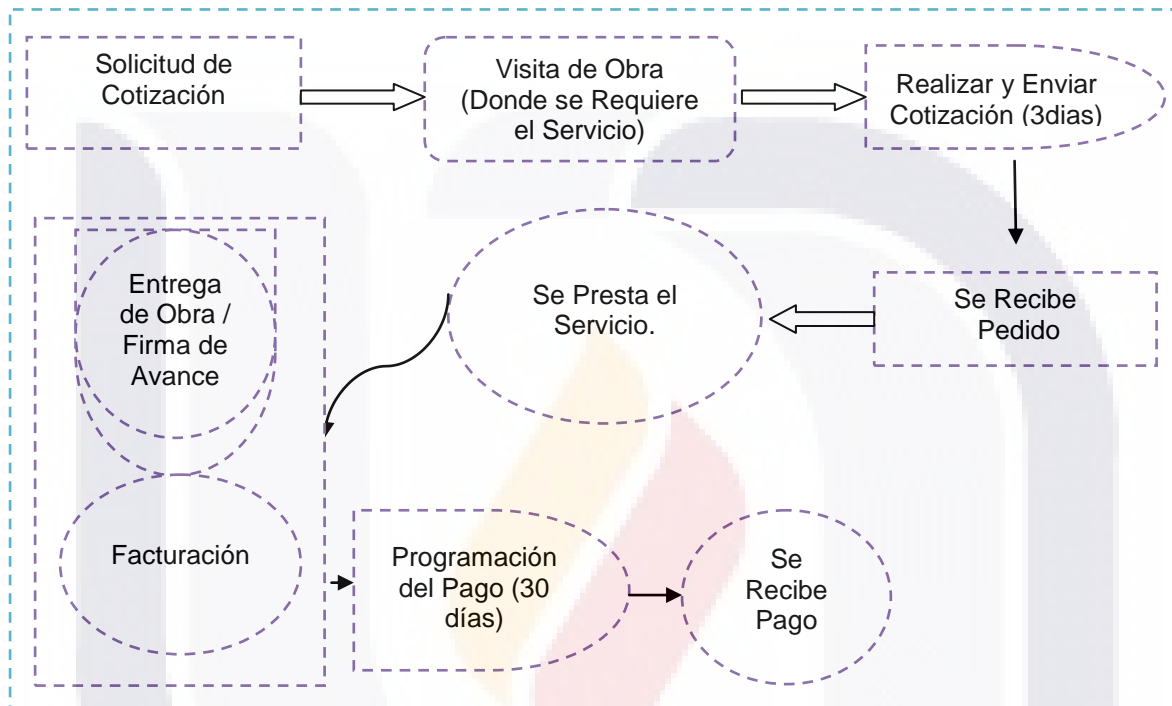 Solicitud de
Cotización
Visita de Obra
(Donde se Requiere
el Servicio)
Realizar y Enviar
Cotización (3dias)
Se Recibe
Pedido
Se Presta el
Servicio.
Entrega
de Obra /
Firma de
Avance
Facturación
Programación
del Pago (30
días)
Se
Recibe
Pago